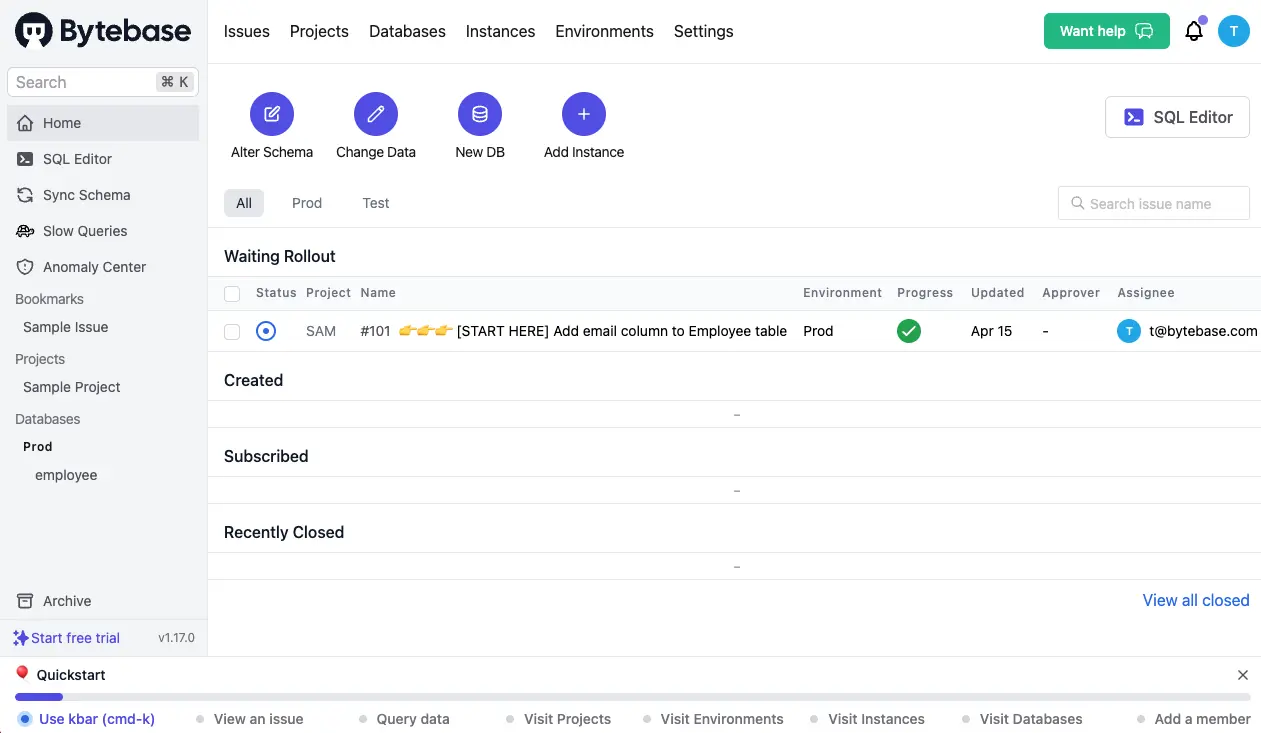 Bytebase
Issues Projects Databases Instances Environments Settings
Want help
T
Search ⌘ K
Home
SQL Editor
Sync Schema
Slow Queries
Anomaly Center
Bookmarks
Sample Issue
Projects
Sample Project
Databases
Prod
employee
Archive
Start free trial v1.17.0
Alter Schema Change Data New DB Add Instance
SQL Editor
All Prod Test
Search issue name
Waiting Rollout
Status Project Name Environment Progress Updated Approver Assignee
SAM #101 👉👉👉 [START HERE] Add email column to Employee table Prod Apr 15 - T t@bytebase.com
Created
–
Subscribed
–
Recently Closed
–
View all closed
🎈 Quickstart
Use kbar (cmd-k) View an issue Query data Visit Projects Visit Environments Visit Instances Visit Databases Add a member